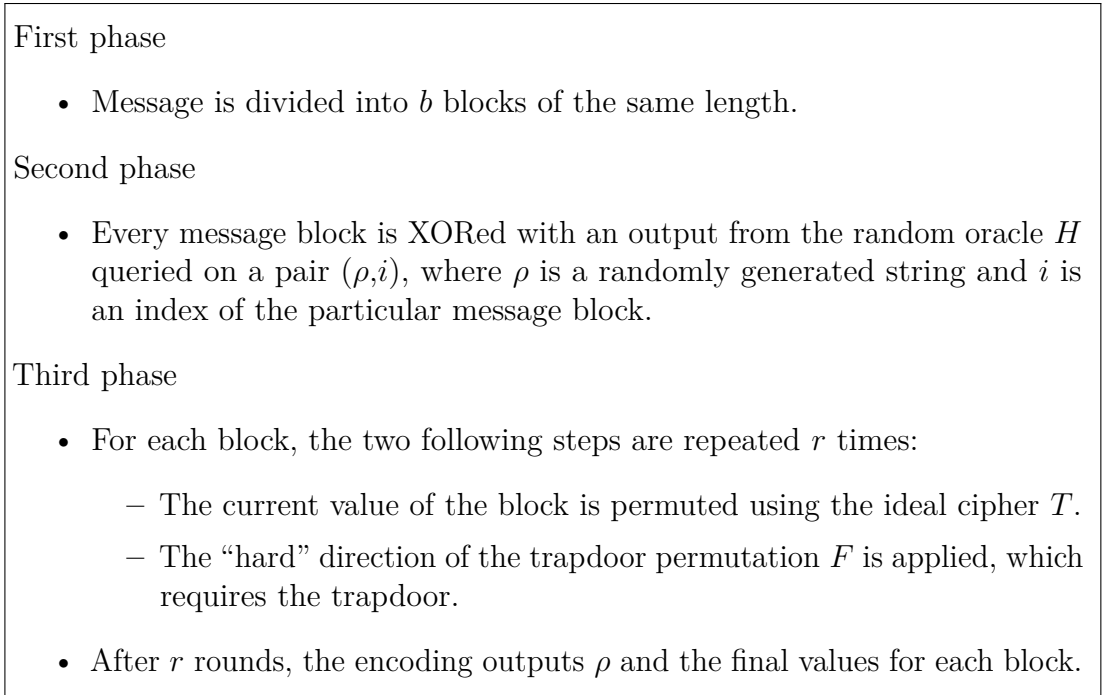 First phase
• Message is divided into b blocks of the same length.
Second phase
• Every message block is XORed with an output from the random oracle H
queried on a pair (ρ,i), where ρ is a randomly generated string and i is
an index of the particular message block.
Third phase
• For each block, the two following steps are repeated r times:
– The current value of the block is permuted using the ideal cipher T.
– The “hard” direction of the trapdoor permutation F is applied, which
requires the trapdoor.
• After r rounds, the encoding outputs ρ and the final values for each block.